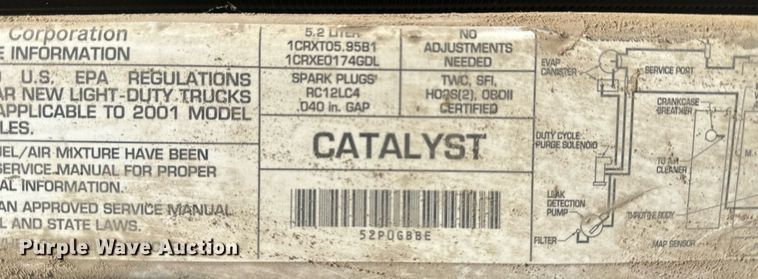 Corporation
E INFORMATION
U.S. EPA REGULATIONS
AR NEW LIGHT-DUTY TRUCKS
APPLICABLE TO 2001 MODEL
LES.
EL/AIR MIXTURE HAVE BEEN
SERVICE MANUAL FOR PROPER
AL INFORMATION.
AN APPROVED SERVICE MANUAL
L AND STATE LAWS.
5.2 LITER
1CRXT05.95B1
1CRXE0174GDL
NO
ADJUSTMENTS
NEEDED
SPARK PLUGS
RC12LC4
.040 in. GAP
TWC, SFI,
HO2S(2), OBDII
CERTIFIED
CATALYST
52PQGBBE
EVAP
CANISTER
SERVICE PORT
CRANKCASE
BREATHER
DUTY CYCLE
PURGE SOLENOID
TO AIR
CLEANER
LEAK
DETECTION
PUMP
THROTTLE BODY
FILTER
MAP SENSOR
M
Purple Wave Auction